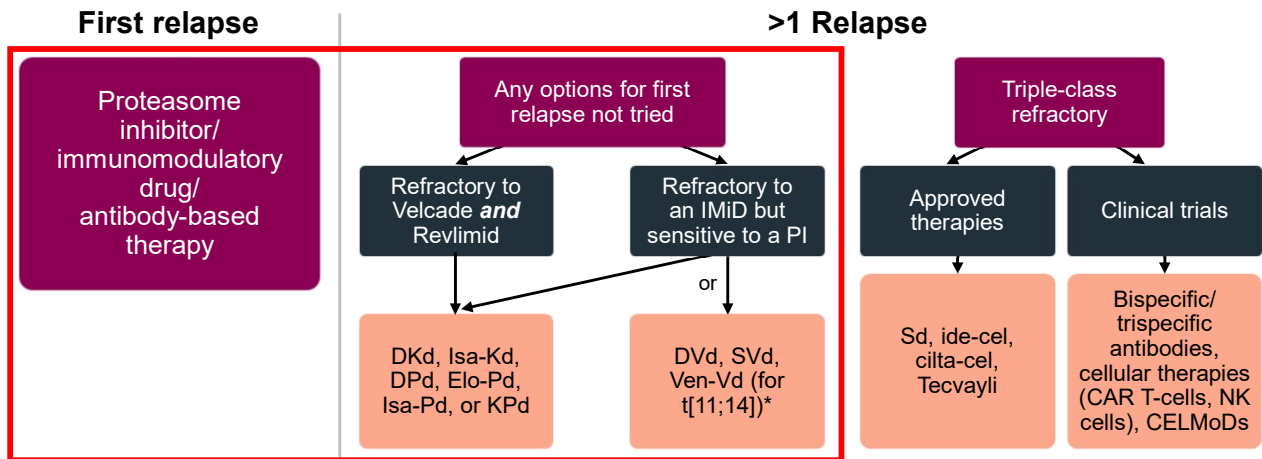 First relapse
>1 Relapse
Proteasome
inhibitor/
immunomodulatory
drug/
antibody-based
therapy
Any options for first
relapse not tried
Triple-class
refractory
Refractory to
Velcade and
Revlimid
Refractory to
an IMiD but
sensitive to a PI
Approved
therapies
Clinical trials
or
DKd, Isa-Kd,
DPd, Elo-Pd,
Isa-Pd, or KPd
DVd, SVd,
Ven-Vd (for
t[11;14])*
Sd, ide-cel,
cilta-cel,
Tecvayli
Bispecific/
trispecific
antibodies,
cellular therapies
(CAR T-cells, NK
cells), CELMoDs